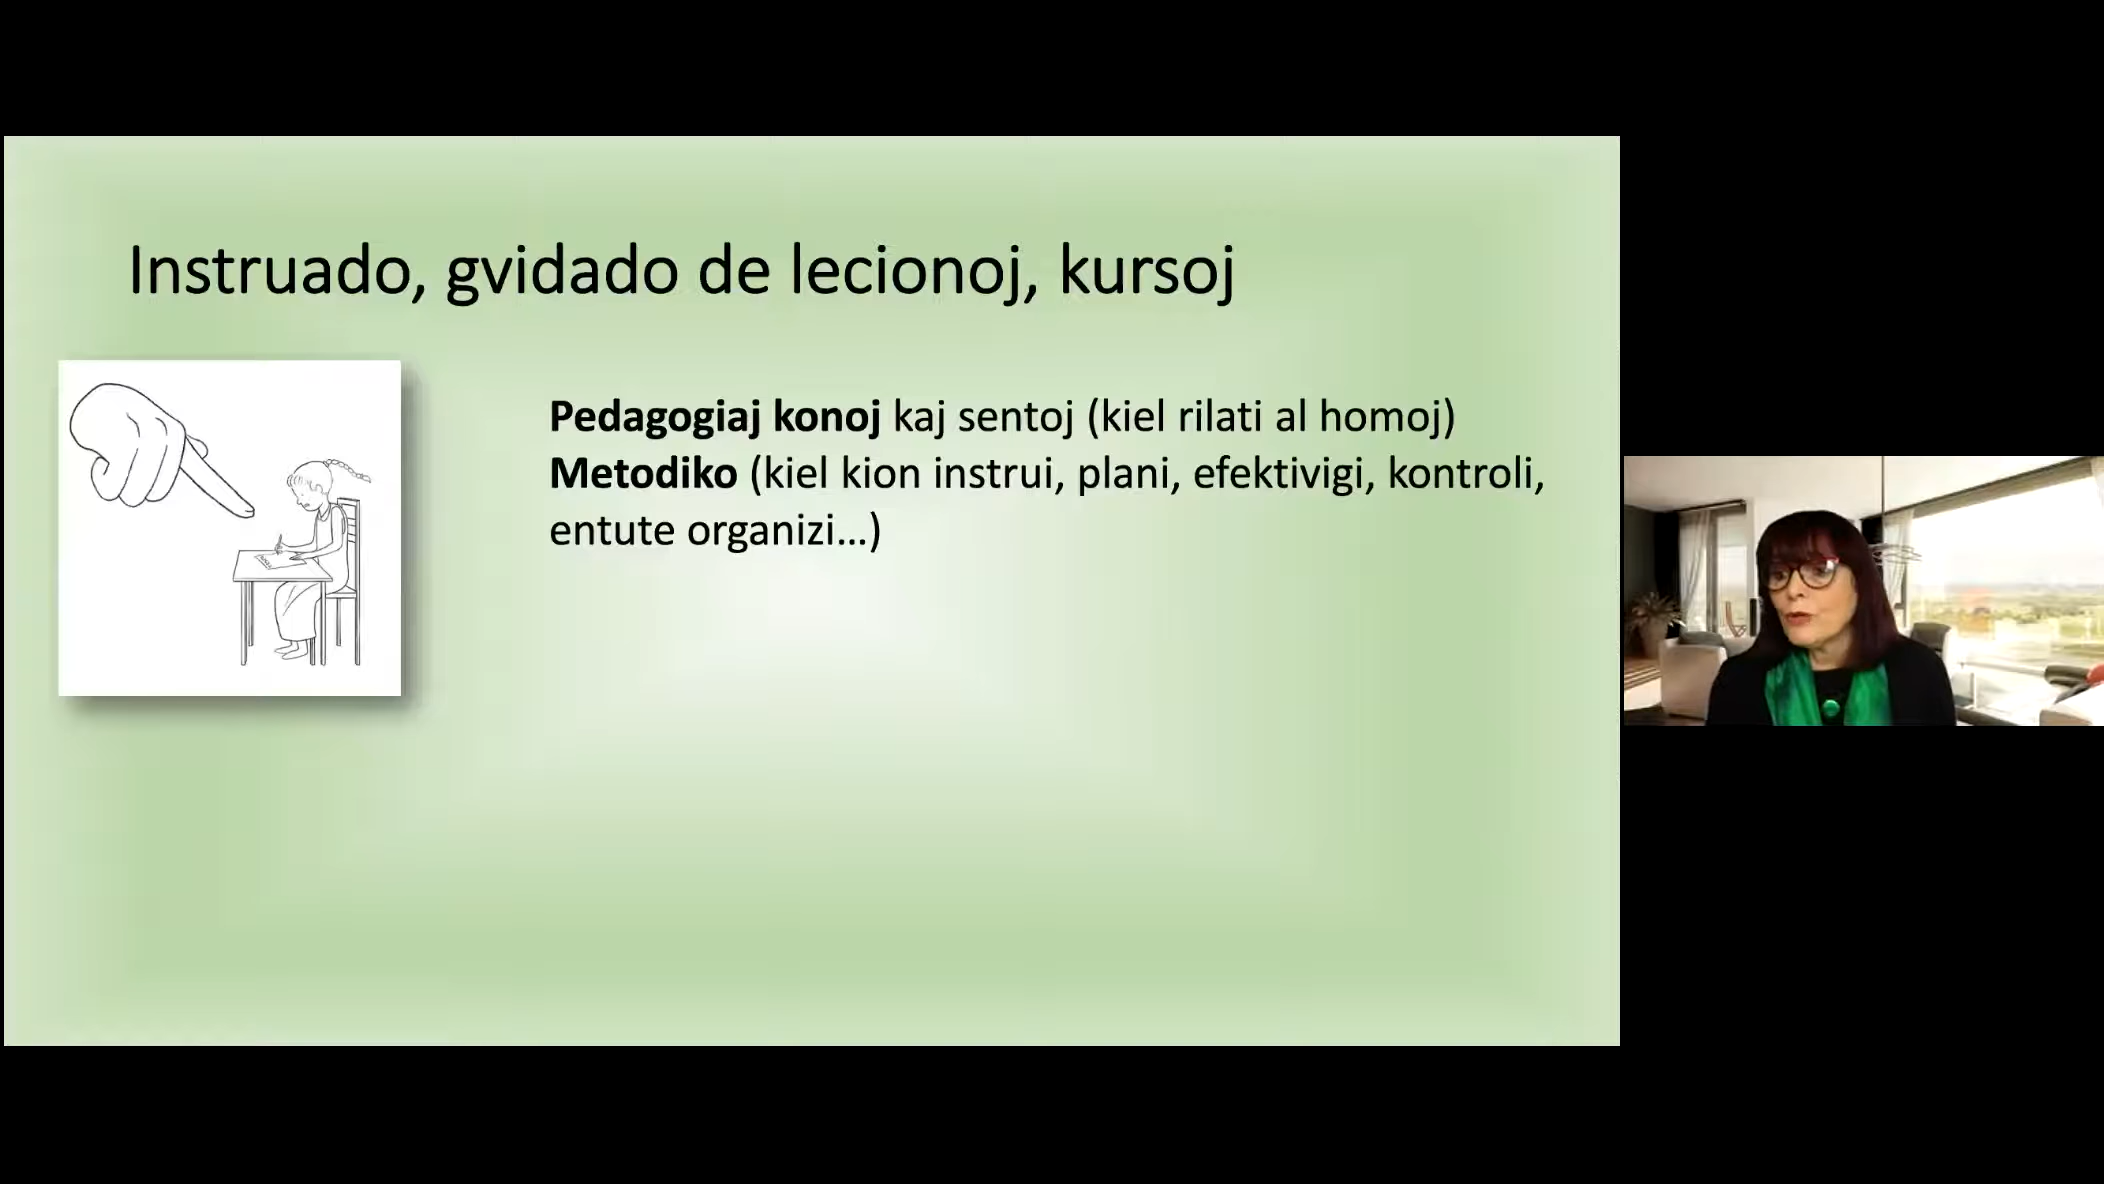 Instruado, gvidado de lecionoj, kursoj
Pedagogiaj konoj kaj sentoj (kiel rilati al homoj)
Metodiko (kiel kion instrui, plani, efektivigi, kontroli,
entute organizi...)